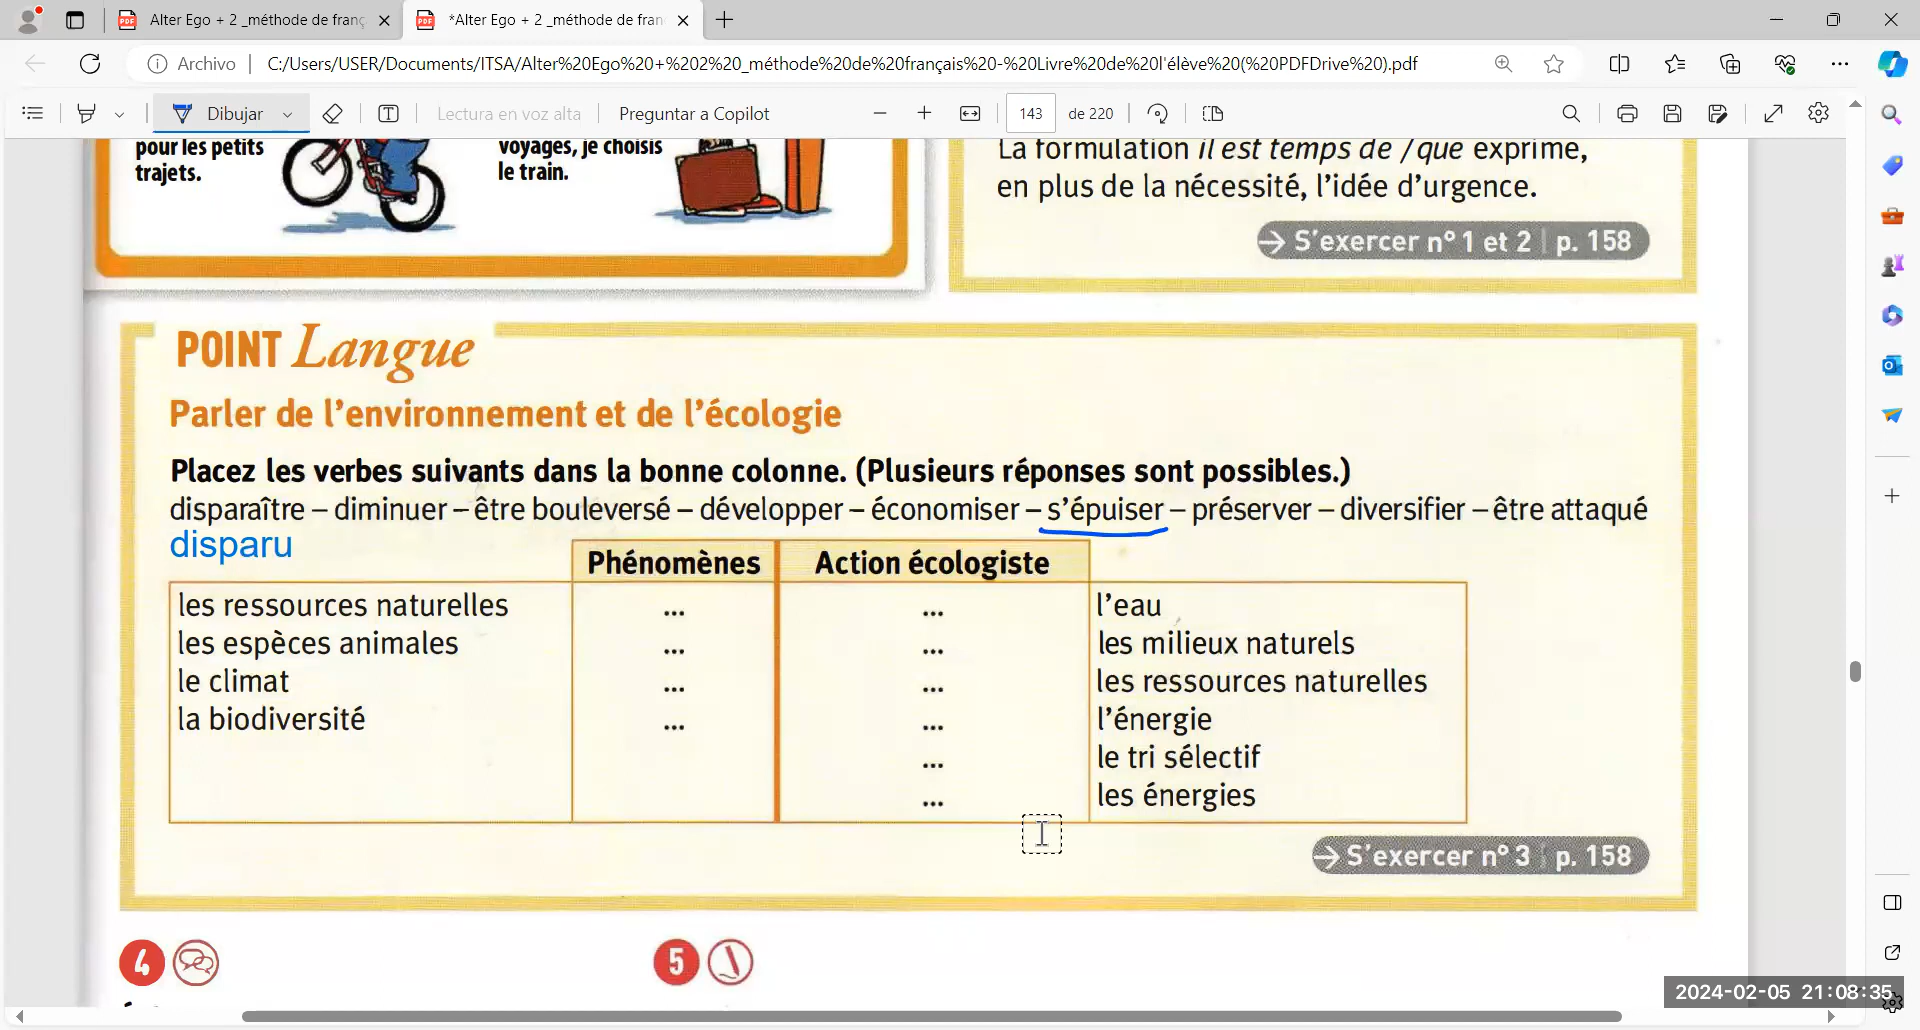 Alter Ego + 2 _méthode de franç
*Alter Ego + 2 _méthode de fran
Archivo
C:/Users/USER/Documents/ITSA/Alter%20Ego%20+%202%20_méthode%20de%20français%20-%20Livre%20de%20l'élève%20(%20PDFDrive%20).pdf
Dibujar
Lectura en voz alta
Preguntar a Copilot
143 de 220
pour les petits
trajets.
voyages, je choisis
le train.
La formulation il est temps de / que exprime,
en plus de la nécessité, l'idée d'urgence.
→ S'exercer n° 1 et 2 | p. 158
POINT Langue
Parler de l'environnement et de l'écologie
Placez les verbes suivants dans la bonne colonne. (Plusieurs réponses sont possibles.)
disparaître – diminuer – être bouleversé – développer – économiser – s'épuiser – préserver – diversifier – être attaqué
disparu
Phénomènes Action écologiste
les ressources naturelles ... ... l'eau
les espèces animales ... ... les milieux naturels
le climat ... ... les ressources naturelles
la biodiversité ... ... l'énergie
... le tri sélectif
... les énergies
→ S'exercer n° 3 | p. 158
4
5
2024-02-05 21:08:35